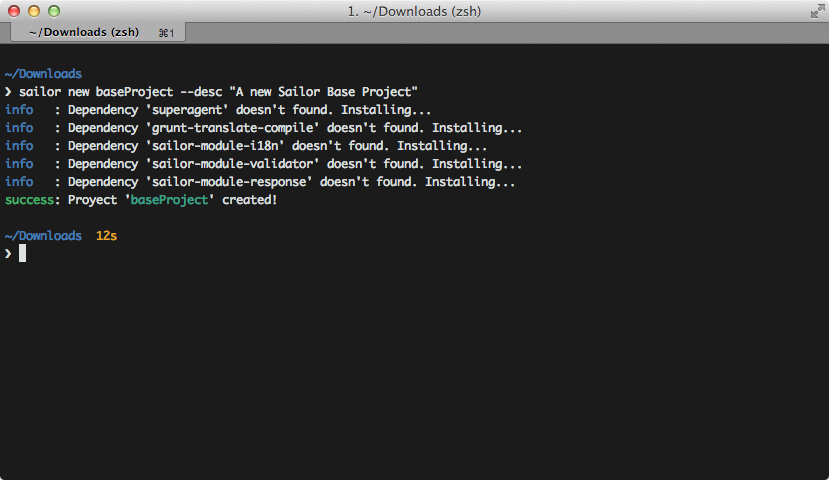 1. ~/Downloads (zsh)
~/Downloads (zsh) ⌘1
~/Downloads
❯ sailor new baseProject --desc "A new Sailor Base Project"
info   : Dependency 'superagent' doesn't found. Installing...
info   : Dependency 'grunt-translate-compile' doesn't found. Installing...
info   : Dependency 'sailor-module-i18n' doesn't found. Installing...
info   : Dependency 'sailor-module-validator' doesn't found. Installing...
info   : Dependency 'sailor-module-response' doesn't found. Installing...
success: Proyect 'baseProject' created!
~/Downloads  12s
❯